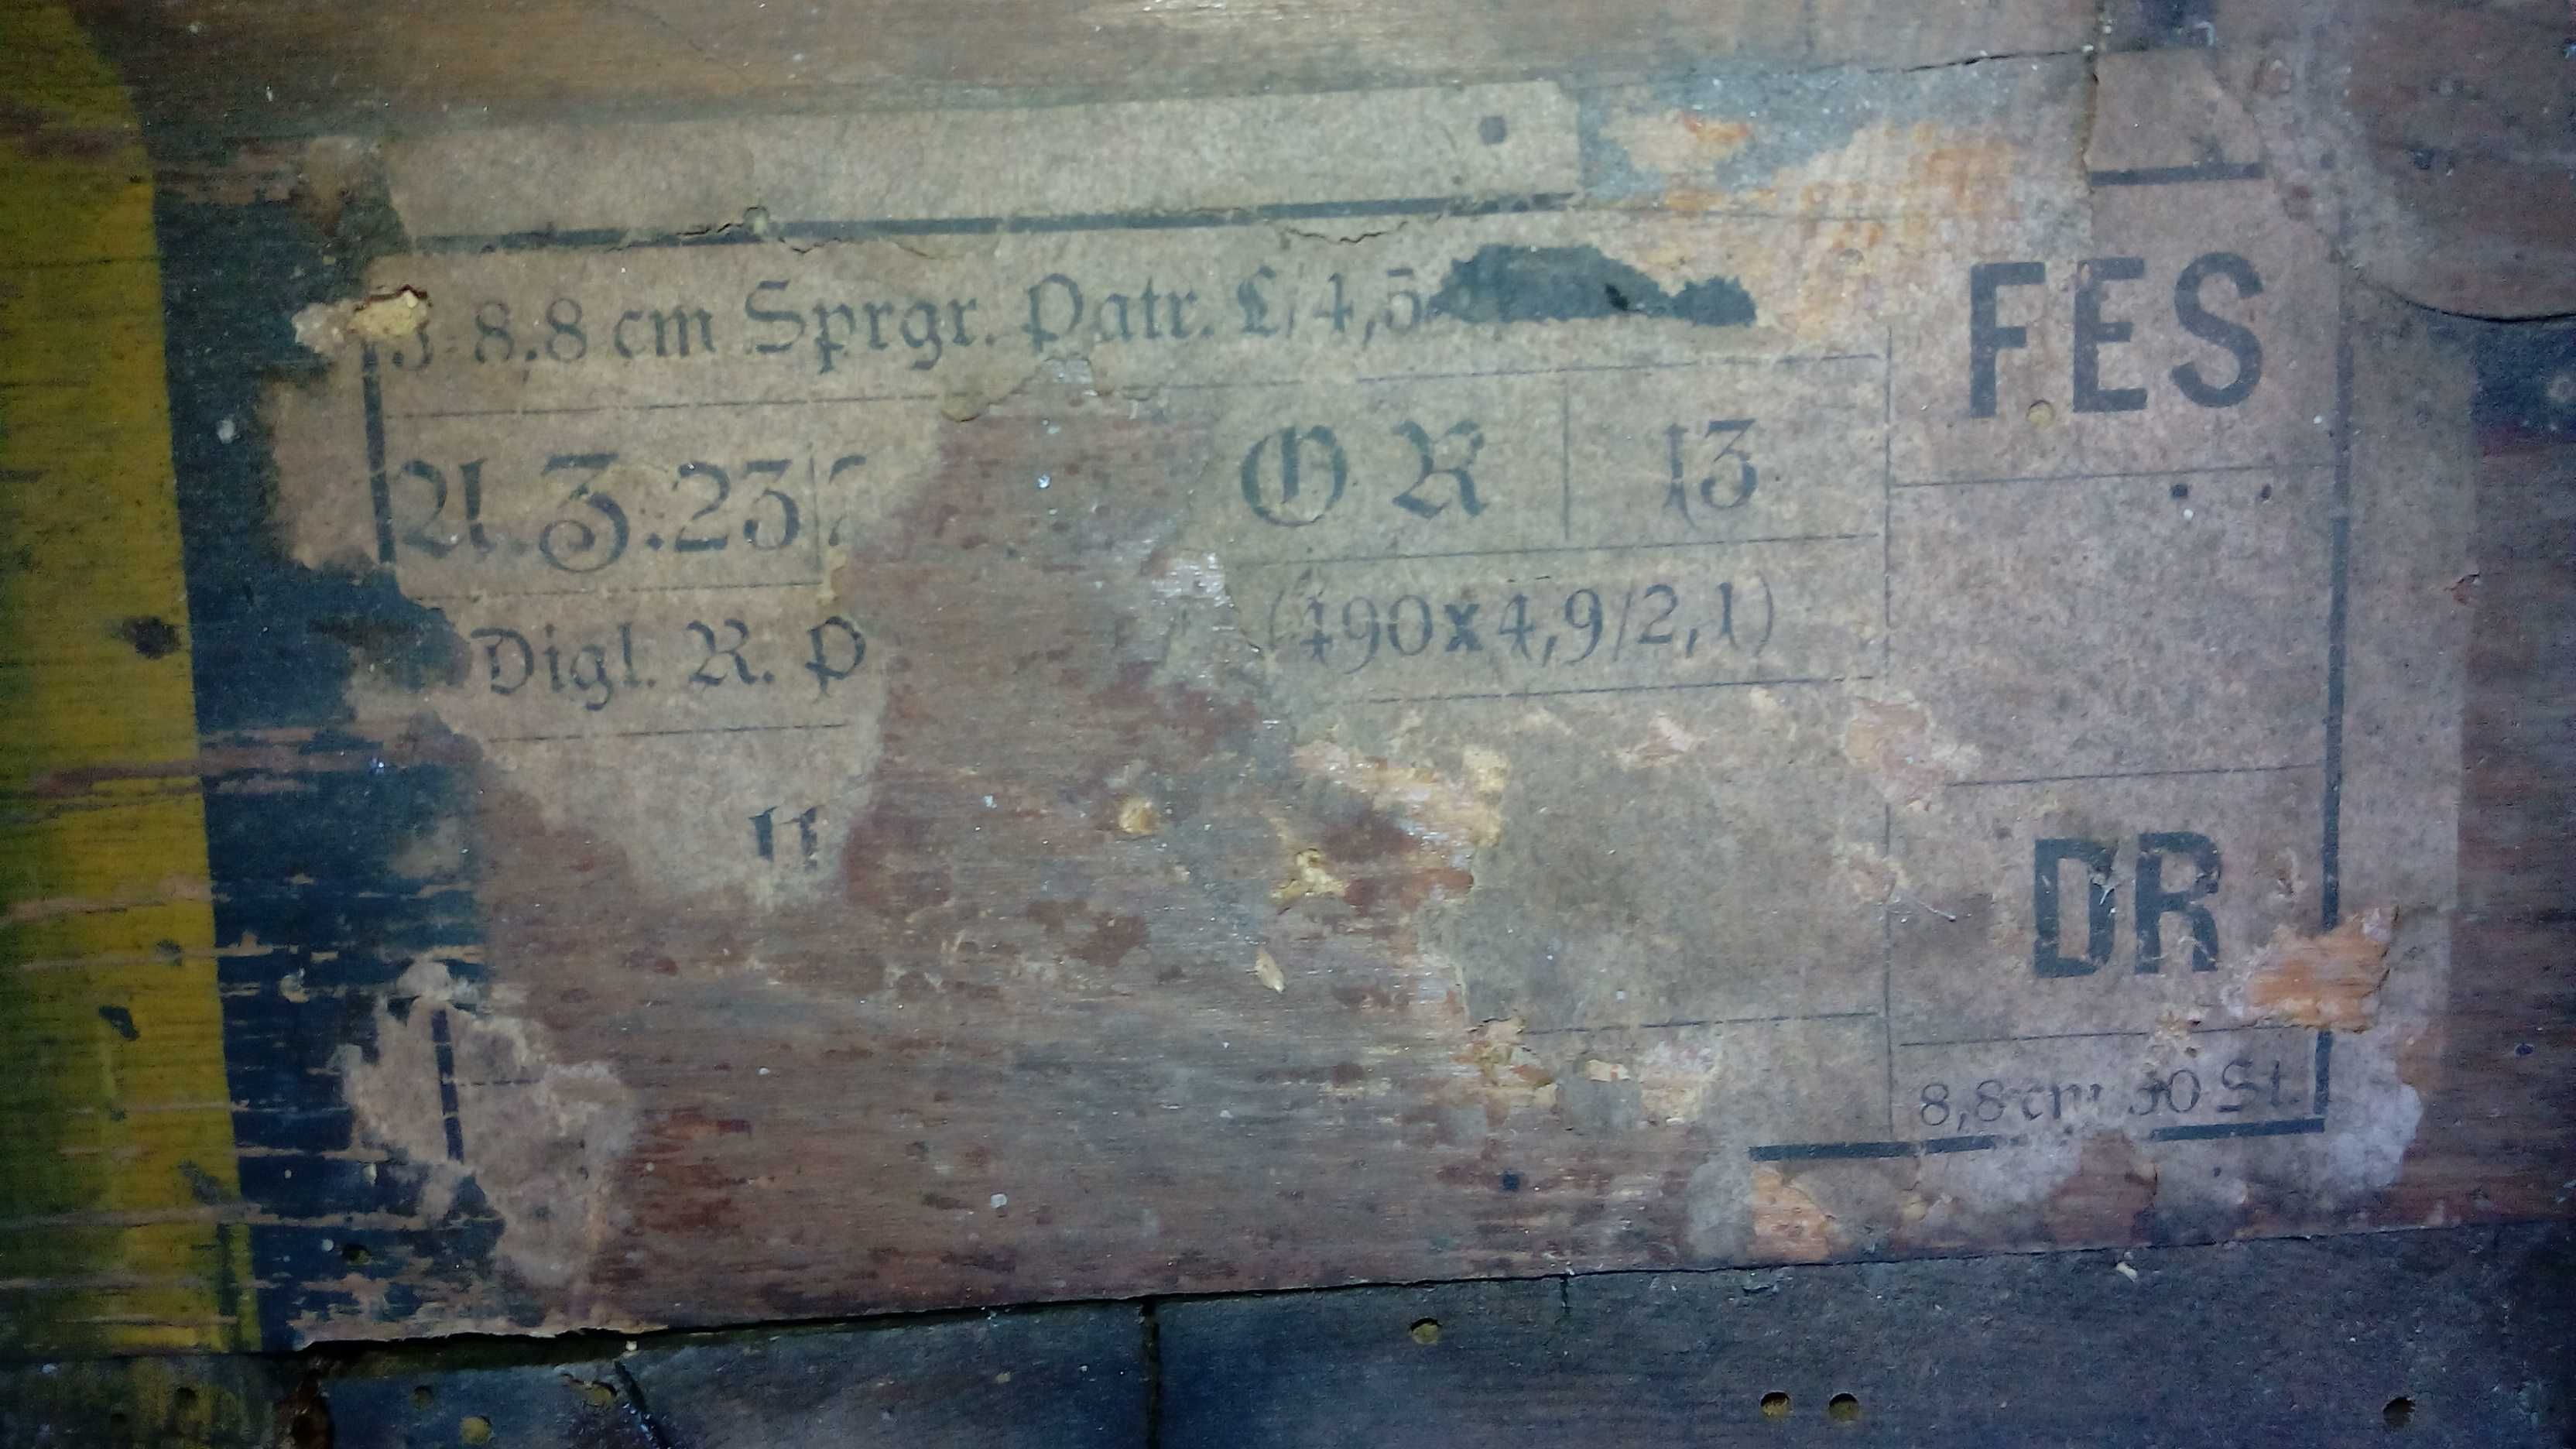 8.8 cm Sprgr. Patr. L/4,5
FES
A.Z.23
O R 13
Digl. R. P
(490x4,9/2,1)
DR
8,8 cm 30 St.